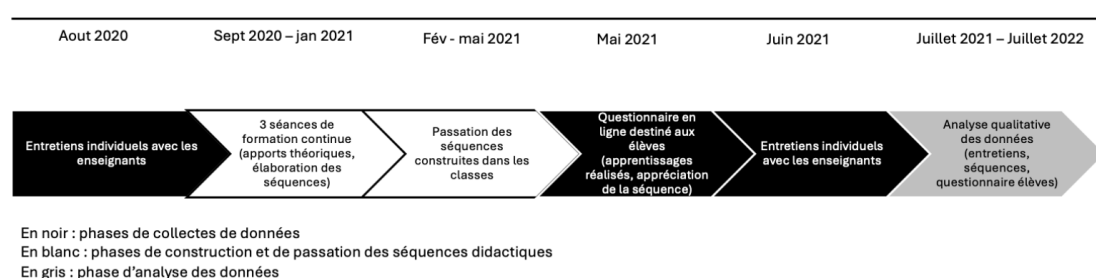 Aout 2020
Sept 2020 – jan 2021
Fév - mai 2021
Mai 2021
Juin 2021
Juillet 2021 – Juillet 2022
Entretiens individuels avec les
enseignants
3 séances de
formation continue
(apports théoriques,
élaboration des
séquences)
Passation des
séquences
construites dans les
classes
Questionnaire en
ligne destiné aux
élèves
(apprentissages
réalisés, appréciation
de la séquence)
Entretiens individuels
avec les enseignants
Analyse qualitative
des données
(entretiens,
séquences,
questionnaire élèves)
En noir : phases de collectes de données
En blanc : phases de construction et de passation des séquences didactiques
En gris : phase d’analyse des données